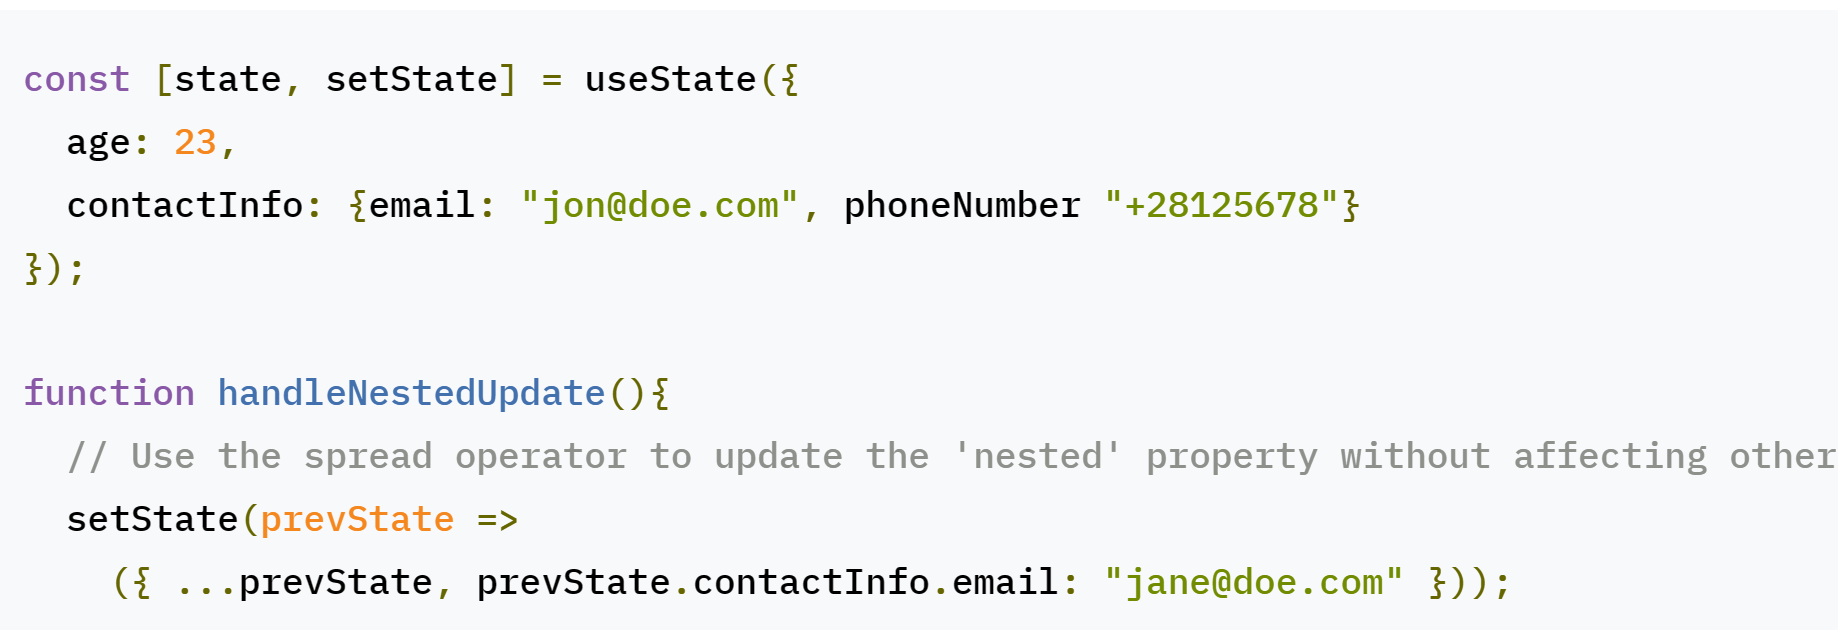 const [state, setState] = useState({
  age: 23,
  contactInfo: {email: "jon@doe.com", phoneNumber "+28125678"}
});

function handleNestedUpdate(){
  // Use the spread operator to update the 'nested' property without affecting other
  setState(prevState =>
    ({ ...prevState, prevState.contactInfo.email: "jane@doe.com" }));